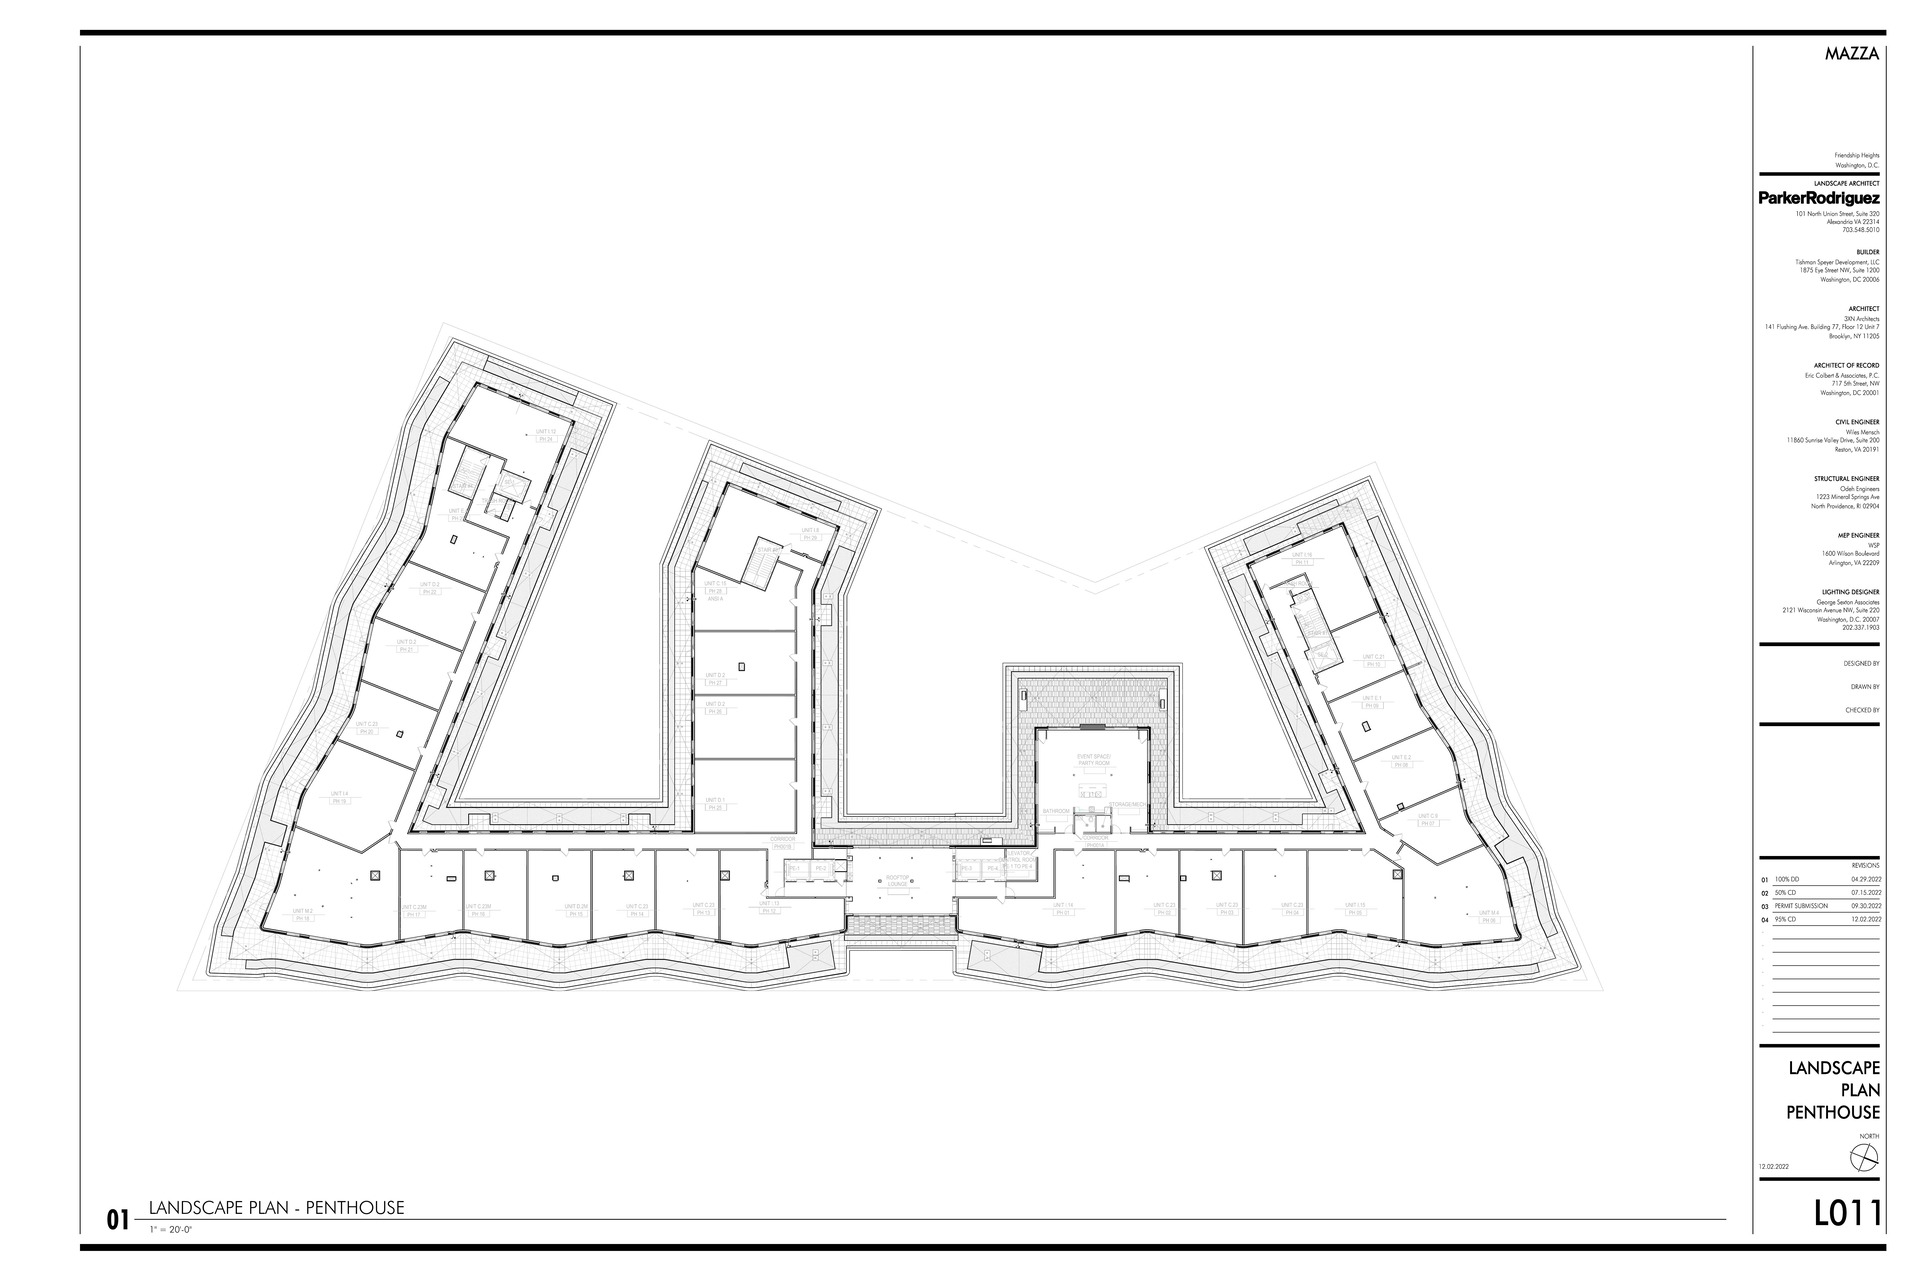 MAZZA
Friendship Heights
Washington, D.C.
LANDSCAPE ARCHITECT
ParkerRodriguez
101 North Union Street, Suite 320
Alexandria VA 22314
703.548.5010
BUILDER
Tishman Speyer Development, LLC
1875 Eye Street NW, Suite 1200
Washington, DC 20006
ARCHITECT
3XN Architects
141 Flushing Ave. Building 77, Floor 12 Unit 7
Brooklyn, NY 11205
ARCHITECT OF RECORD
Eric Colbert & Associates, P.C.
717 5th Street, NW
Washington, DC 20001
CIVIL ENGINEER
Wiles Mensch
11860 Sunrise Valley Drive, Suite 200
Reston, VA 20191
STRUCTURAL ENGINEER
Odeh Engineers
1223 Mineral Springs Ave
North Providence, RI 02904
MEP ENGINEER
WSP
1600 Wilson Boulevard
Arington, VA 22209
LIGHTING DESIGNER
George Sexton Associates
2121 Wisconsin Avenue NW, Suite 220
Washington, D.C. 20007
202.337.1903
DESIGNED BY
DRAWN BY
CHECKED BY
REVISIONS
01 100% DD 04.29.2022
02 50% CD 07.15.2022
03 PERMIT SUBMISSION 09.30.2022
04 95% CD 12.02.2022
LANDSCAPE
PLAN
PENTHOUSE
NORTH
12.02.2022
L011
UNIT I.12
PH 24
UNIT D.2
PH 22
UNIT D.2
PH 21
UNIT C.23
PH 20
UNIT I.4
PH 19
UNIT M.2
PH 18
UNIT C.23M
PH 17
UNIT C.23M
PH 16
UNIT D.2M
PH 15
UNIT C.23
PH 14
UNIT C.23
PH 13
UNIT I.13
PH 12
PE-1
PE-2
CORRIDOR
UNIT D.1
PH 25
UNIT D.2
PH 26
UNIT D.2
PH 27
UNIT C.15
PH 28
ANSI A
PH 29
ROOFTOP
LOUNGE
PE-3
PE-4
EVENT SPACE/
PARTY ROOM
BATHROOM
STORAGE/MECH
CORRIDOR
UNIT I.14
PH 01
UNIT C.23
PH 02
UNIT C.23
PH 03
UNIT C.23
PH 04
UNIT I.15
PH 05
UNIT M.4
PH 06
UNIT C.9
PH 07
UNIT E.2
PH 08
UNIT E.1
PH 09
UNIT C.21
PH 10
UNIT I.16
PH 11
01 LANDSCAPE PLAN - PENTHOUSE
1" = 20'-0"